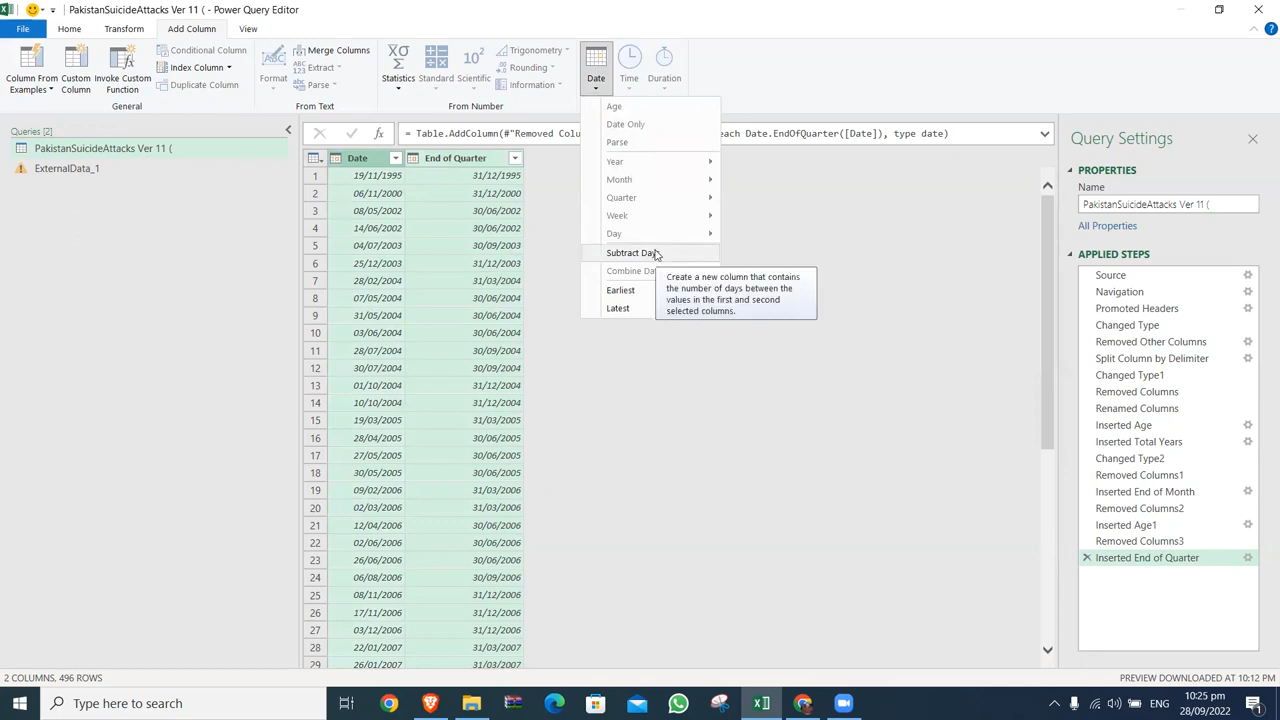 PakistanSuicideAttacks Ver 11 ( - Power Query Editor
File
Home
Transform
Add Column
View
Column From
Examples
Custom
Column
Invoke Custom
Function
Conditional Column
Index Column
Duplicate Column
General
Format
Merge Columns
Extract
Parse
From Text
Statistics
Standard
Scientific
Trigonometry
Rounding
Information
From Number
Date
Time
Duration
Age
Date Only
Parse
Year
Month
Quarter
Week
Day
Subtract Day
Combine Da
Earliest
Latest
Create a new column that contains
the number of days between the
values in the first and second
selected columns.
Queries [2]
PakistanSuicideAttacks Ver 11 (
ExternalData_1
fx
= Table.AddColumn(#"Removed Colu
each Date.EndOfQuarter([Date]), type date)
Date
End of Quarter
1 19/11/1995 31/12/1995
2 06/11/2000 31/12/2000
3 08/05/2002 30/06/2002
4 14/06/2002 30/06/2002
5 04/07/2003 30/09/2003
6 25/12/2003 31/12/2003
7 28/02/2004 31/03/2004
8 07/05/2004 30/06/2004
9 31/05/2004 30/06/2004
10 03/06/2004 30/06/2004
11 28/07/2004 30/09/2004
12 30/07/2004 30/09/2004
13 01/10/2004 31/12/2004
14 10/10/2004 31/12/2004
15 19/03/2005 31/03/2005
16 28/04/2005 30/06/2005
17 27/05/2005 30/06/2005
18 30/05/2005 30/06/2005
19 09/02/2006 31/03/2006
20 02/03/2006 31/03/2006
21 12/04/2006 30/06/2006
22 02/06/2006 30/06/2006
23 26/06/2006 30/06/2006
24 06/08/2006 30/09/2006
25 08/11/2006 31/12/2006
26 17/11/2006 31/12/2006
27 03/12/2006 31/12/2006
28 22/01/2007 31/03/2007
29 26/01/2007 31/03/2007
Query Settings
PROPERTIES
Name
PakistanSuicideAttacks Ver 11 (
All Properties
APPLIED STEPS
Source
Navigation
Promoted Headers
Changed Type
Removed Other Columns
Split Column by Delimiter
Changed Type1
Removed Columns
Renamed Columns
Inserted Age
Inserted Total Years
Changed Type2
Removed Columns1
Inserted End of Month
Removed Columns2
Inserted Age1
Removed Columns3
Inserted End of Quarter
2 COLUMNS, 496 ROWS
PREVIEW DOWNLOADED AT 10:12 PM
Type here to search
10:25 pm
28/09/2022